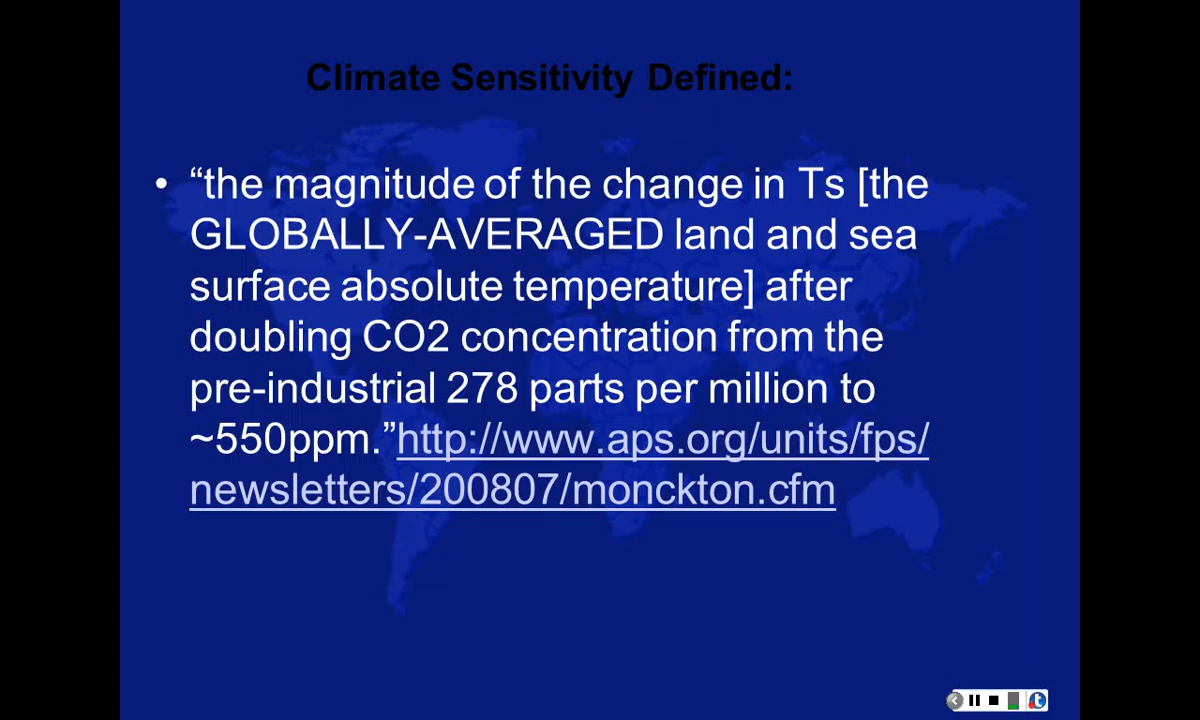 Climate Sensitivity Defined:
• “the magnitude of the change in Ts [the
GLOBALLY-AVERAGED land and sea
surface absolute temperature] after
doubling CO2 concentration from the
pre-industrial 278 parts per million to
~550ppm.”http://www.aps.org/units/fps/
newsletters/200807/monckton.cfm
t